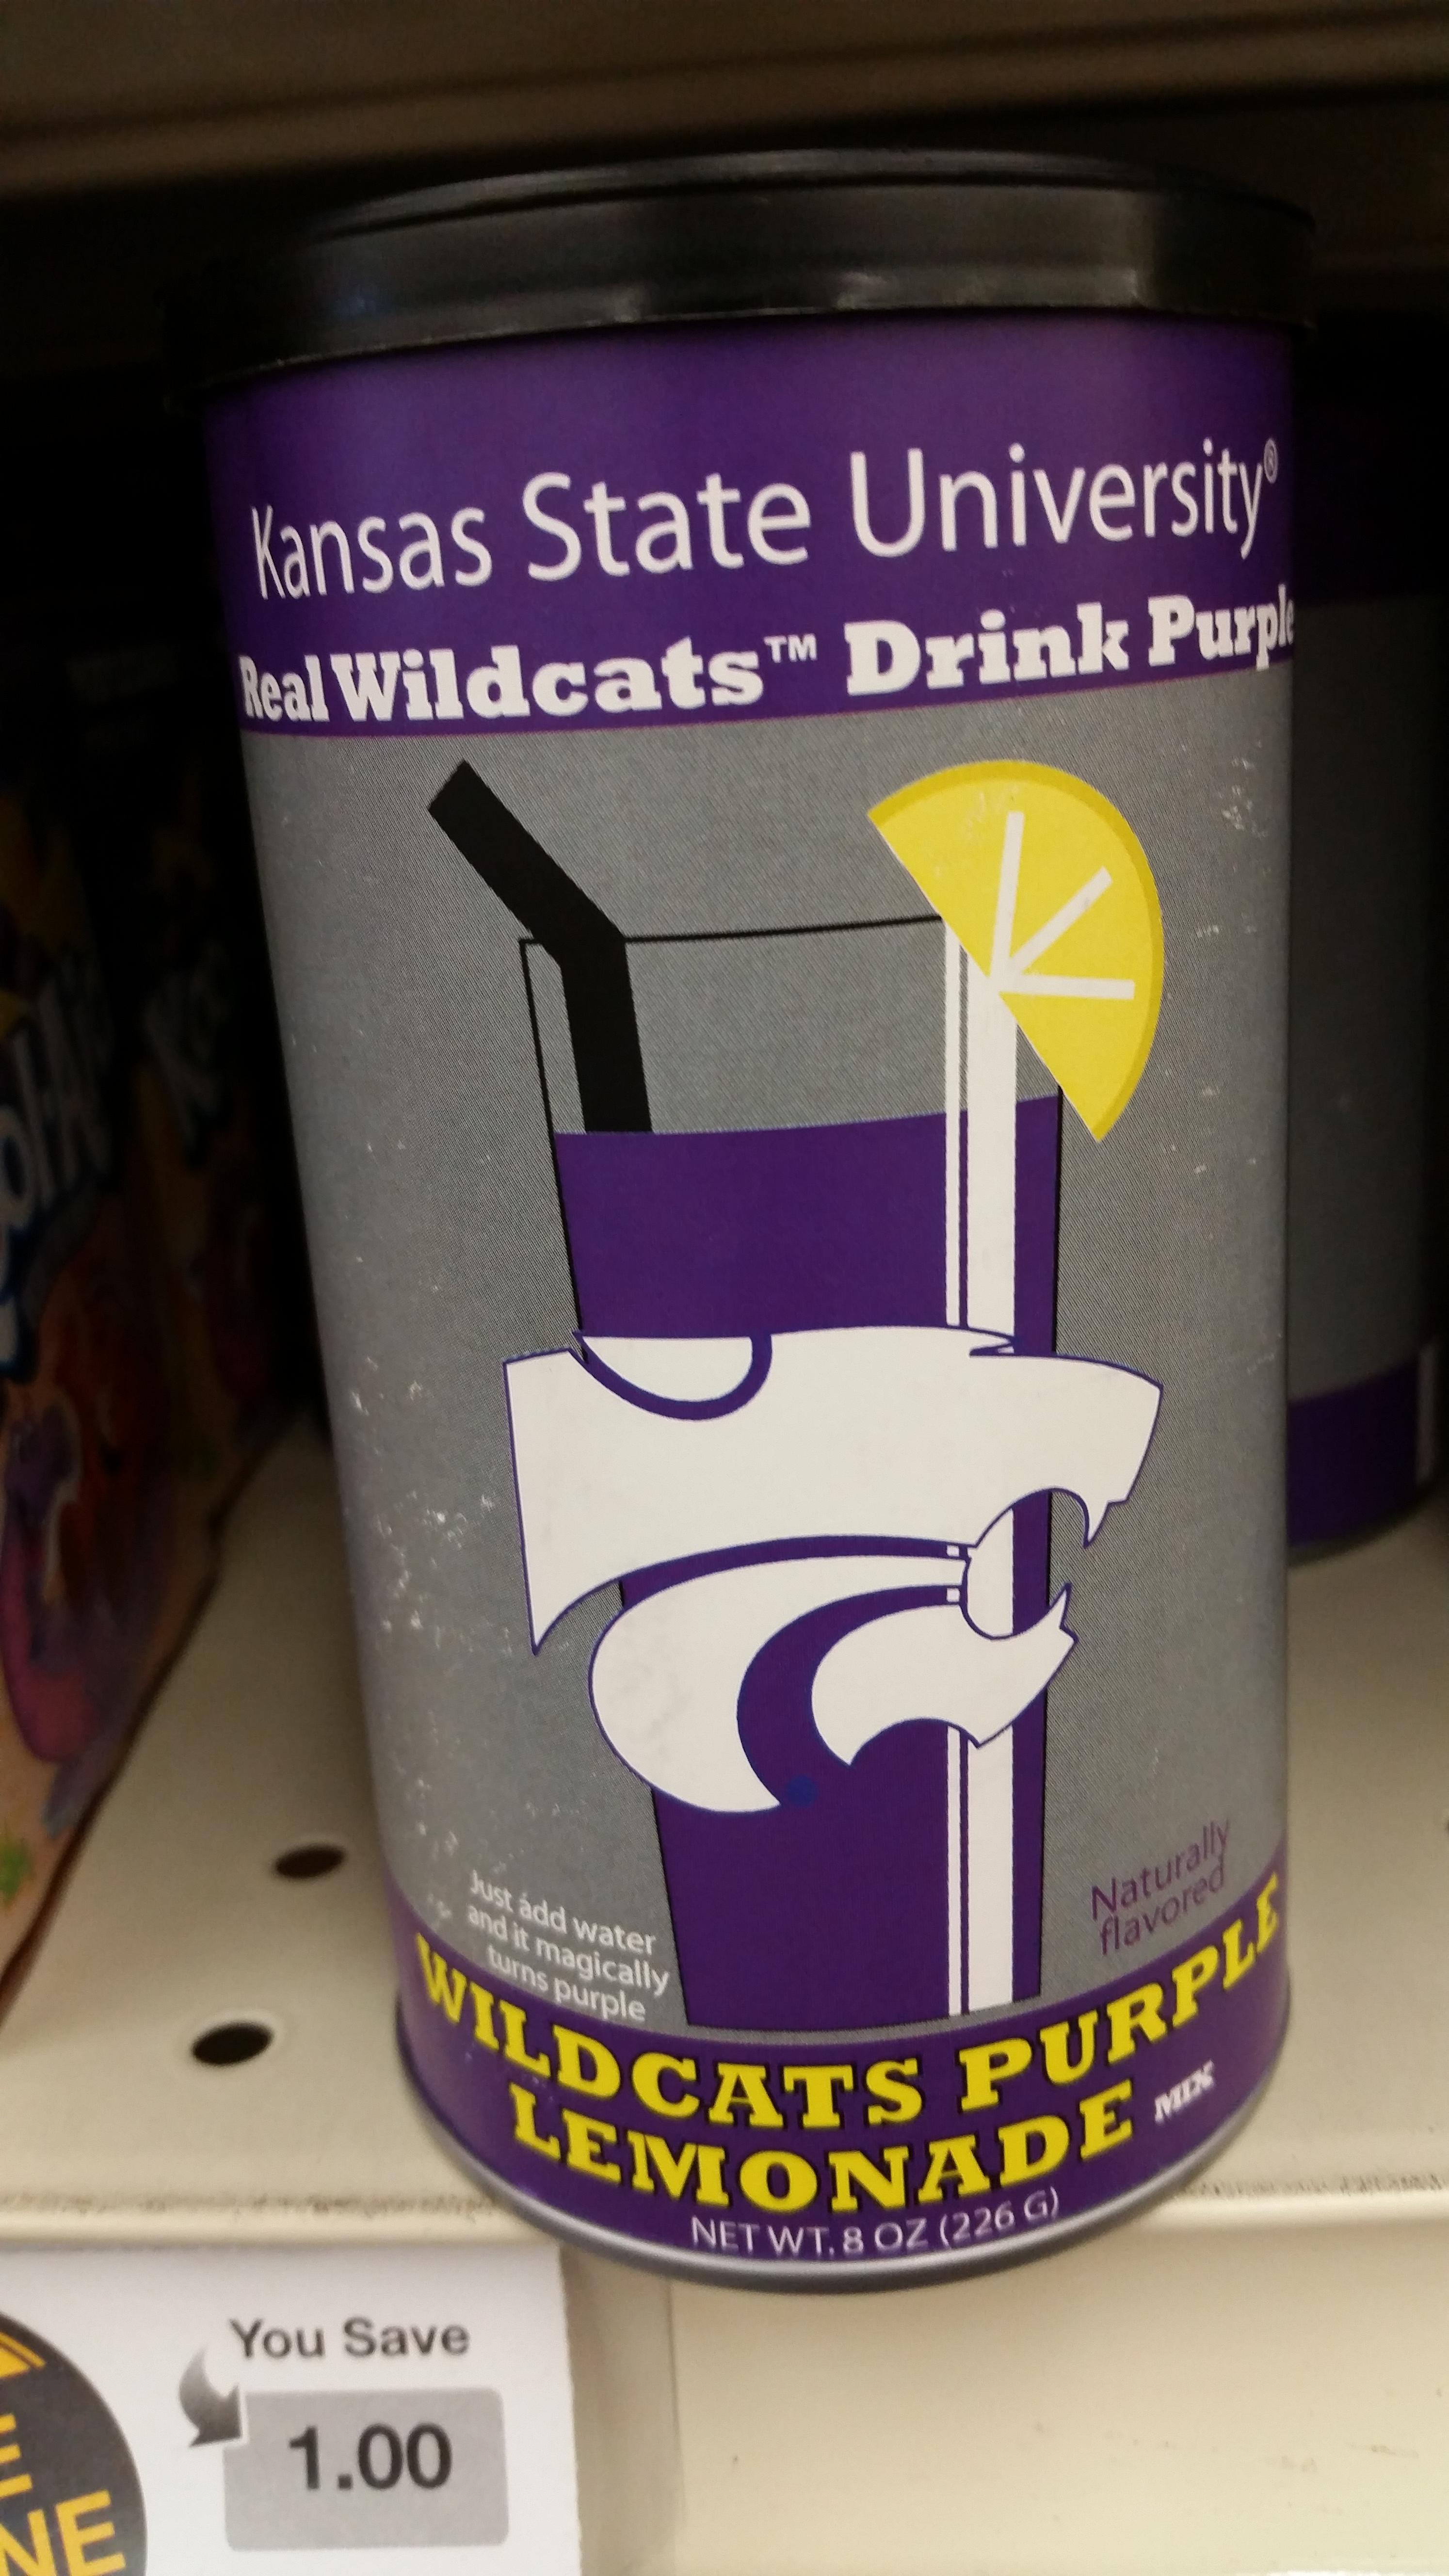 Kansas State University®
Real Wildcats™ Drink Purple
Just add water
and it magically
turns purple
Naturally
flavored
WILDCATS PURPLE
LEMONADE MIX
NET WT. 8 OZ (226 G)
You Save
1.00